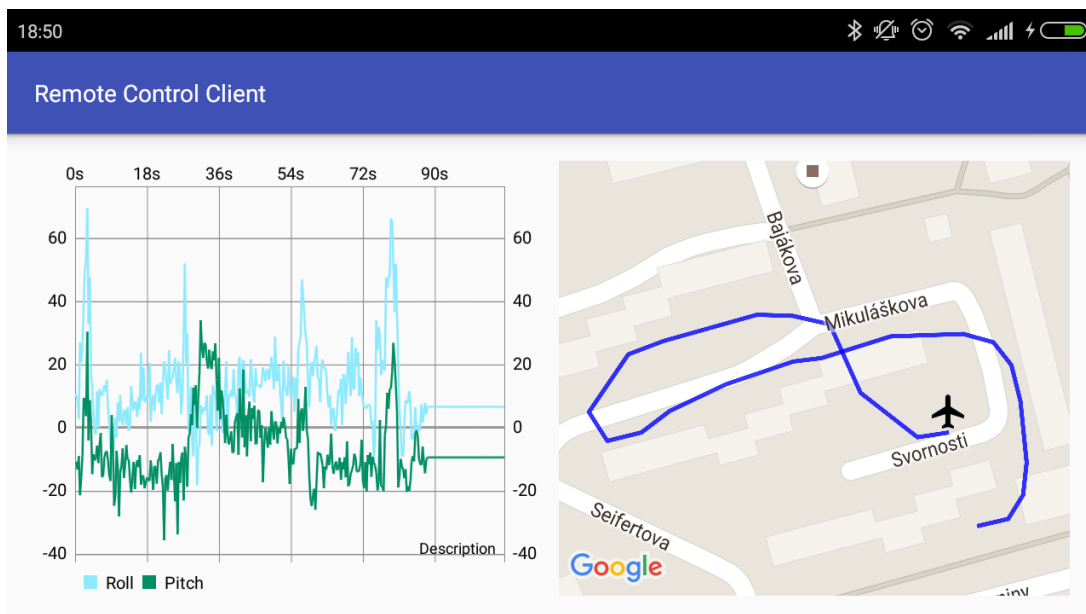 18:50
Remote Control Client
0s 18s 36s 54s 72s 90s
60 60
40 40
20 20
0 0
-20 -20
-40 -40
Description
Roll Pitch
Bajákova
Mikuláškova
Svornosti
Seifertova
Google